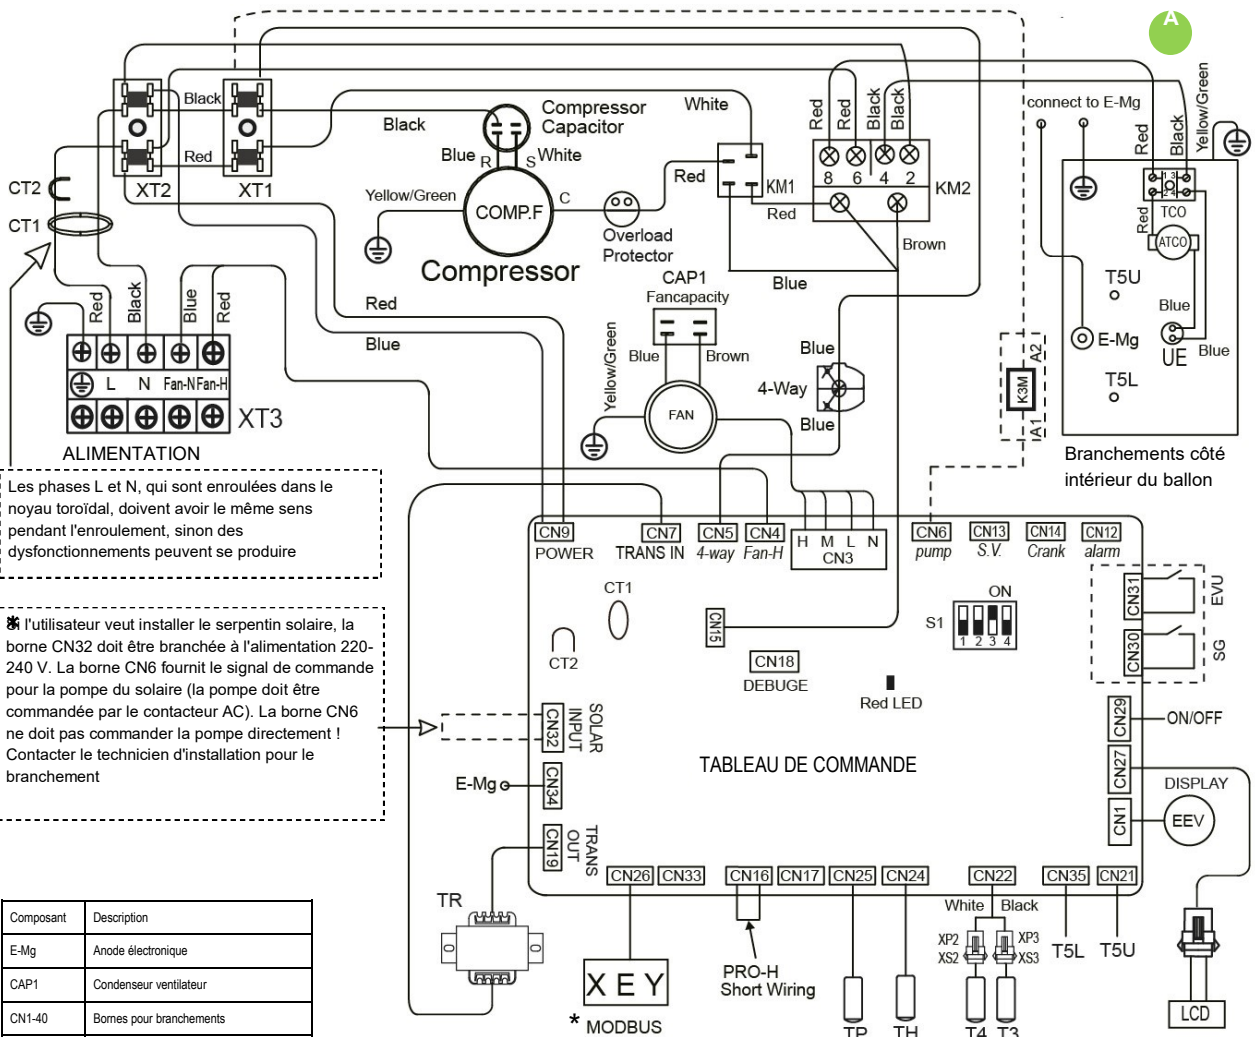 A
Black
Red
XT2
XT1
CT2
CT1
Black
Compressor
Capacitor
Blue
R
S
White
Yellow/Green
COMP.F
C
Compressor
Overload
Protector
White
Red
KM1
Red
Red
Red
Black
Black
8
6
4
2
KM2
Brown
Blue
connect to E-Mg
Red
Black
Yellow/Green
1
3
2
4
TCO
Red
ATCO
T5U
Blue
E-Mg
UE
Blue
T5L
Branchements côté
intérieur du ballon
Red
Black
Blue
Red
L
N
Fan-N
Fan-H
XT3
ALIMENTATION
Red
Blue
CAP1
Fancapacity
Blue
Brown
Yellow/Green
FAN
Blue
4-Way
Blue
A2
K3M
A1
Les phases L et N, qui sont enroulées dans le
noyau toroïdal, doivent avoir le même sens
pendant l'enroulement, sinon des
dysfonctionnements peuvent se produire
l'utilisateur veut installer le serpentin solaire, la
borne CN32 doit être branchée à l'alimentation 220-
240 V. La borne CN6 fournit le signal de commande
pour la pompe du solaire (la pompe doit être
commandée par le contacteur AC). La borne CN6
ne doit pas commander la pompe directement !
Contacter le technicien d'installation pour le
branchement
CN9
POWER
CN7
TRANS IN
CN5
4-way
CN4
Fan-H
H M L N
CN3
CN6
pump
CN13
S.V.
CN14
Crank
CN12
alarm
CT1
CT2
CN15
CN18
DEBUGE
ON
S1
1 2 3 4
Red LED
CN31
EVU
CN30
SG
CN32
SOLAR
INPUT
CN29
ON/OFF
TABLEAU DE COMMANDE
CN27
E-Mg
CN34
DISPLAY
CN1
EEV
CN19
TRANS
OUT
CN26
CN33
CN16
CN17
CN25
CN24
CN22
CN35
CN21
TR
White
Black
XP2
XS2
XP3
XS3
T5L
T5U
PRO-H
Short Wiring
X E Y
* MODBUS
TP
TH
T4
T3
LCD
Composant Description
E-Mg Anode électronique
CAP1 Condenseur ventilateur
CN1-40 Bornes pour branchements